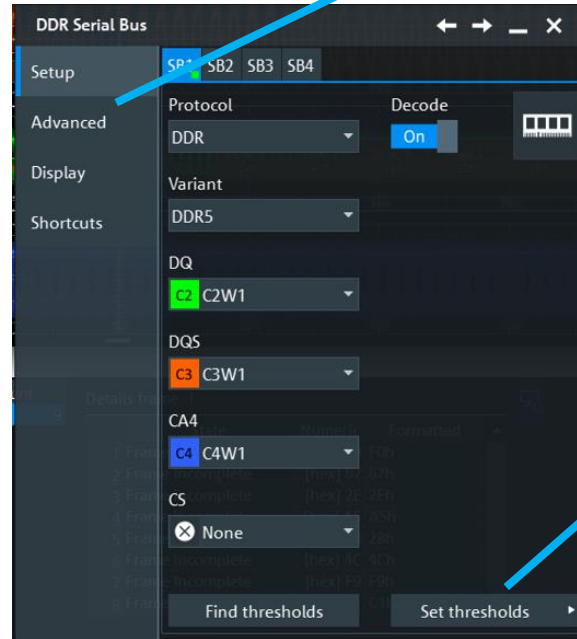 DDR Serial Bus
Setup
Advanced
Display
Shortcuts
SB1 SB2 SB3 SB4
Protocol Decode
DDR On
Variant
DDR5
DQ
C2 C2W1
DQS
C3 C3W1
CA4
C4 C4W1
CS
None
Find thresholds Set thresholds